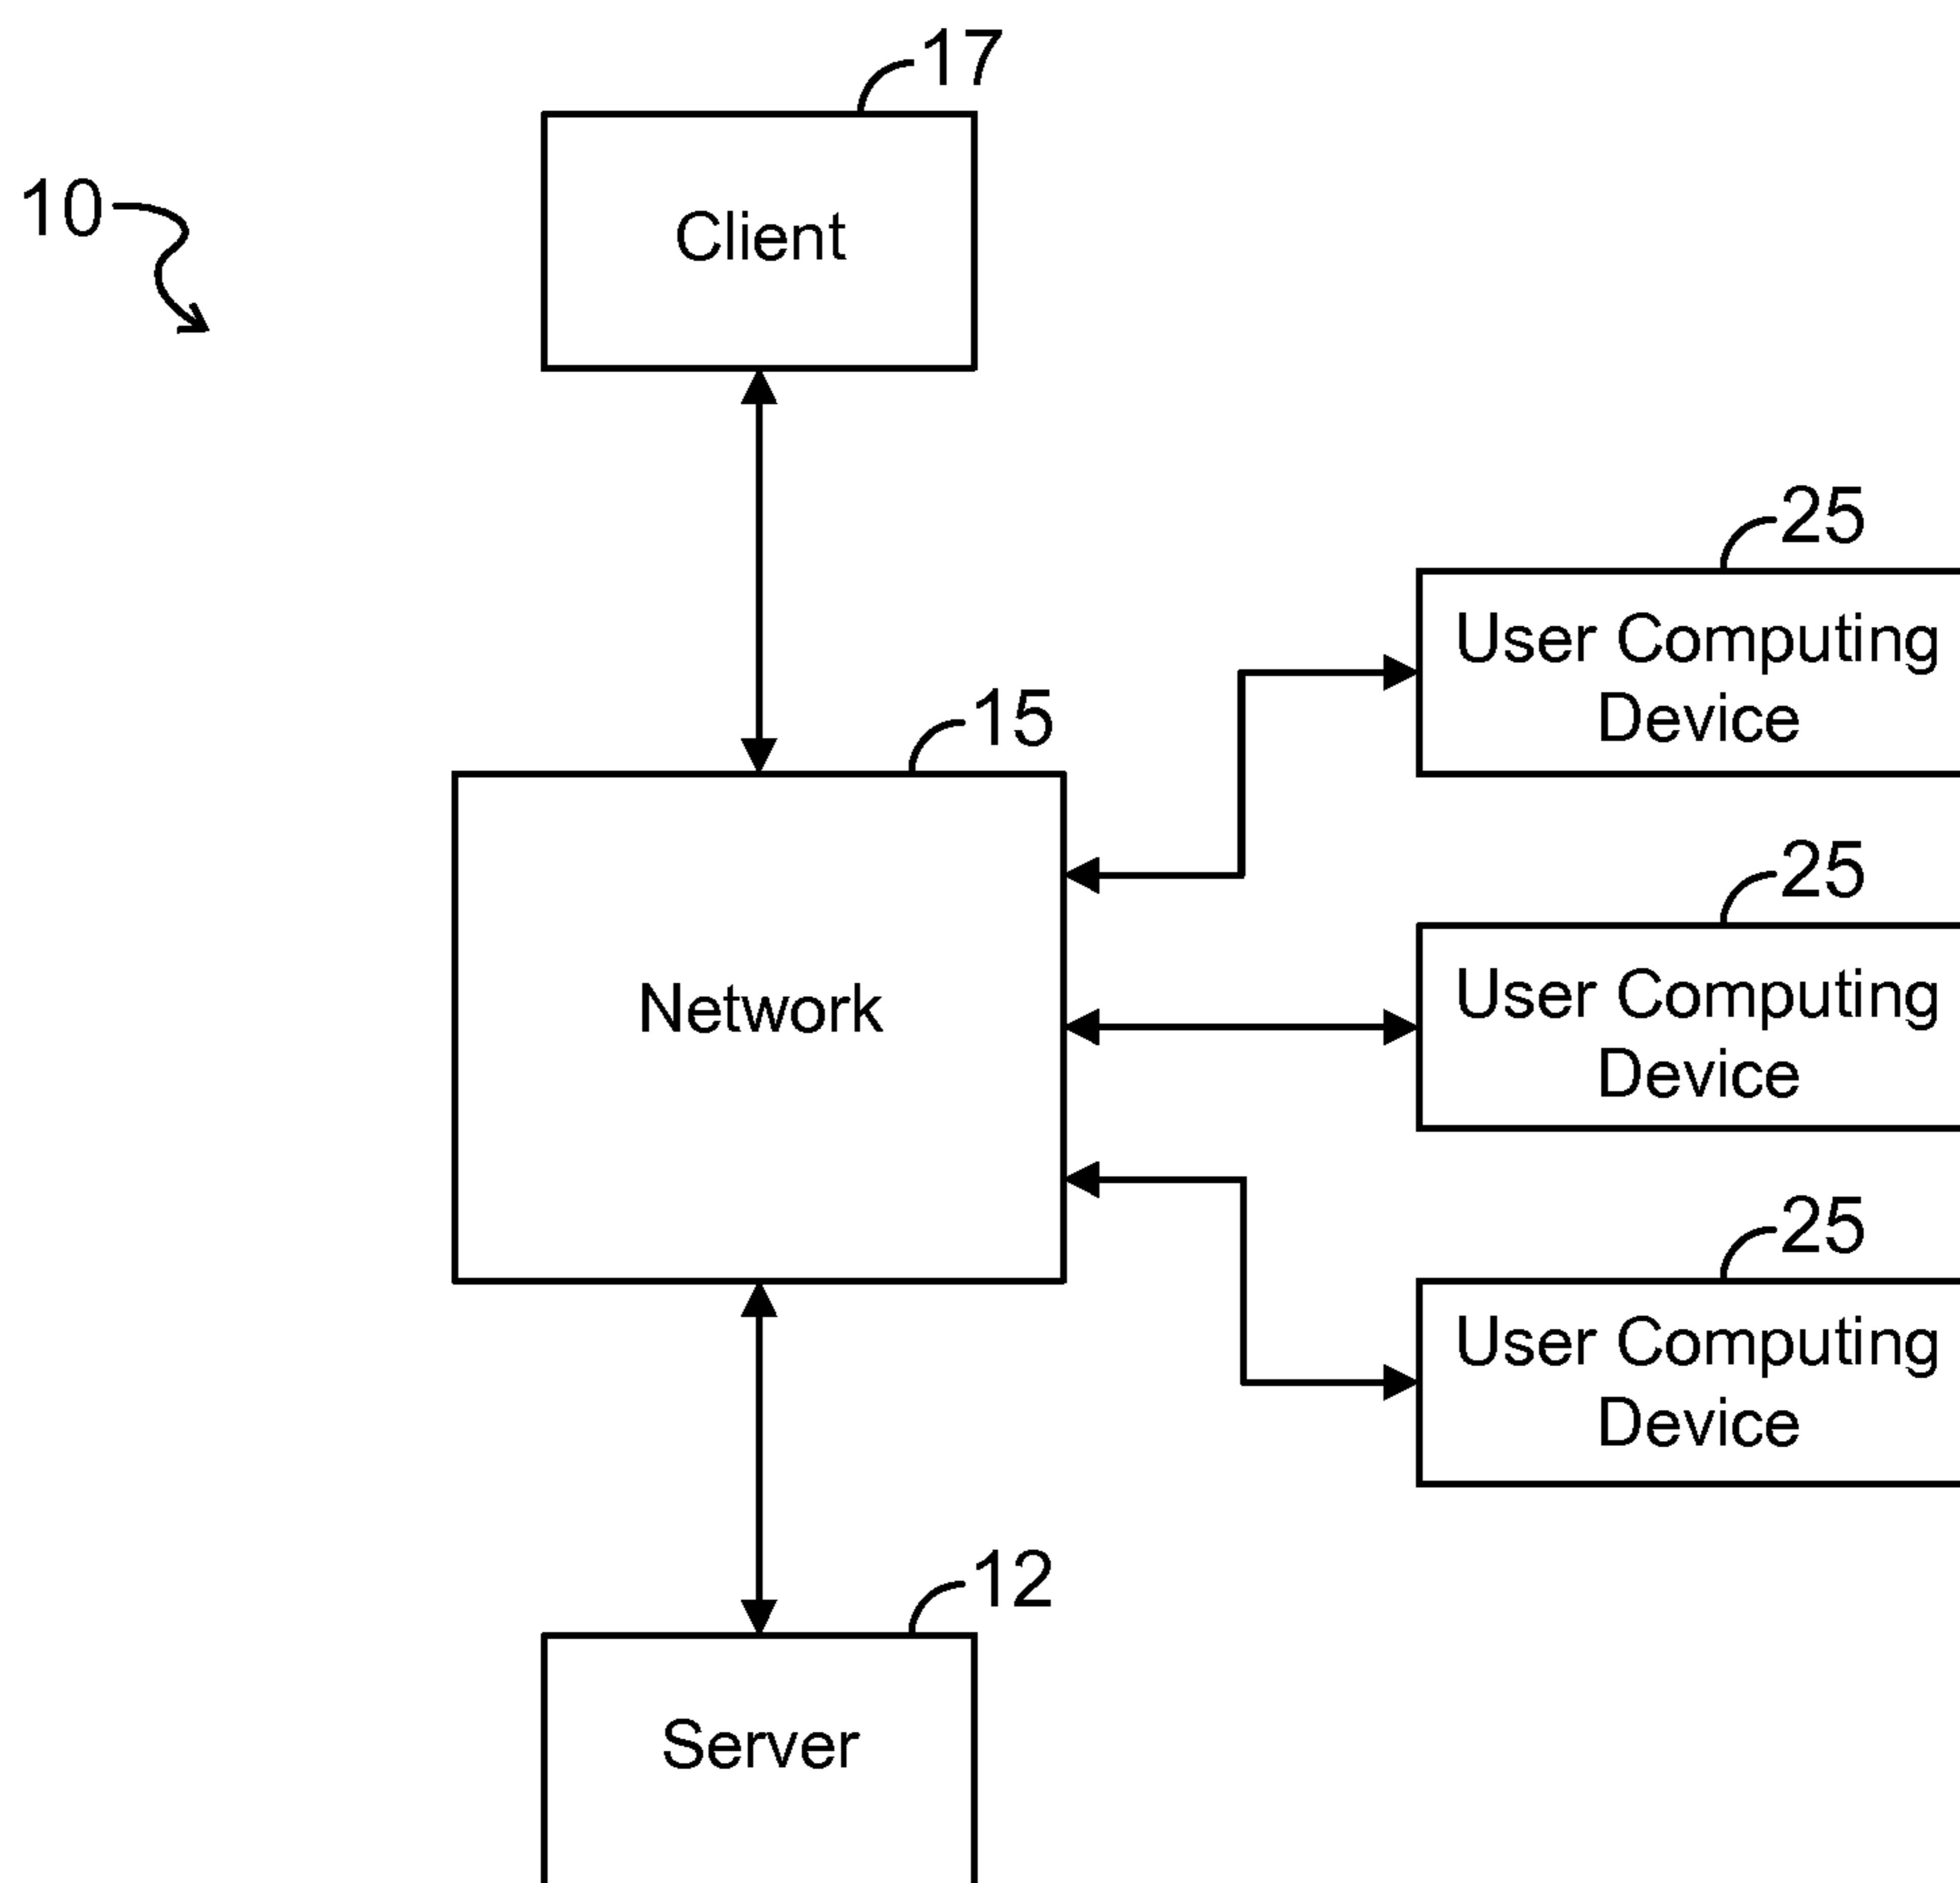 17
10
Client
25
User Computing
Device
15
25
Network
User Computing
Device
25
User Computing
Device
12
Server